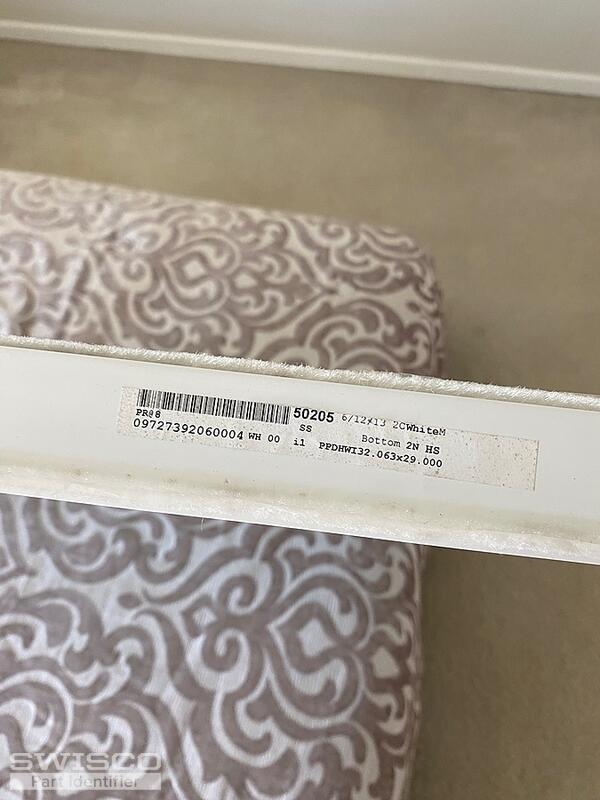 50205 6/12/13 2CWhiteM
PR@8 SS Bottom 2N HS
09727392060004 WH 00 il PPDHWI32.063x29.000
SWISCO
Part Identifier